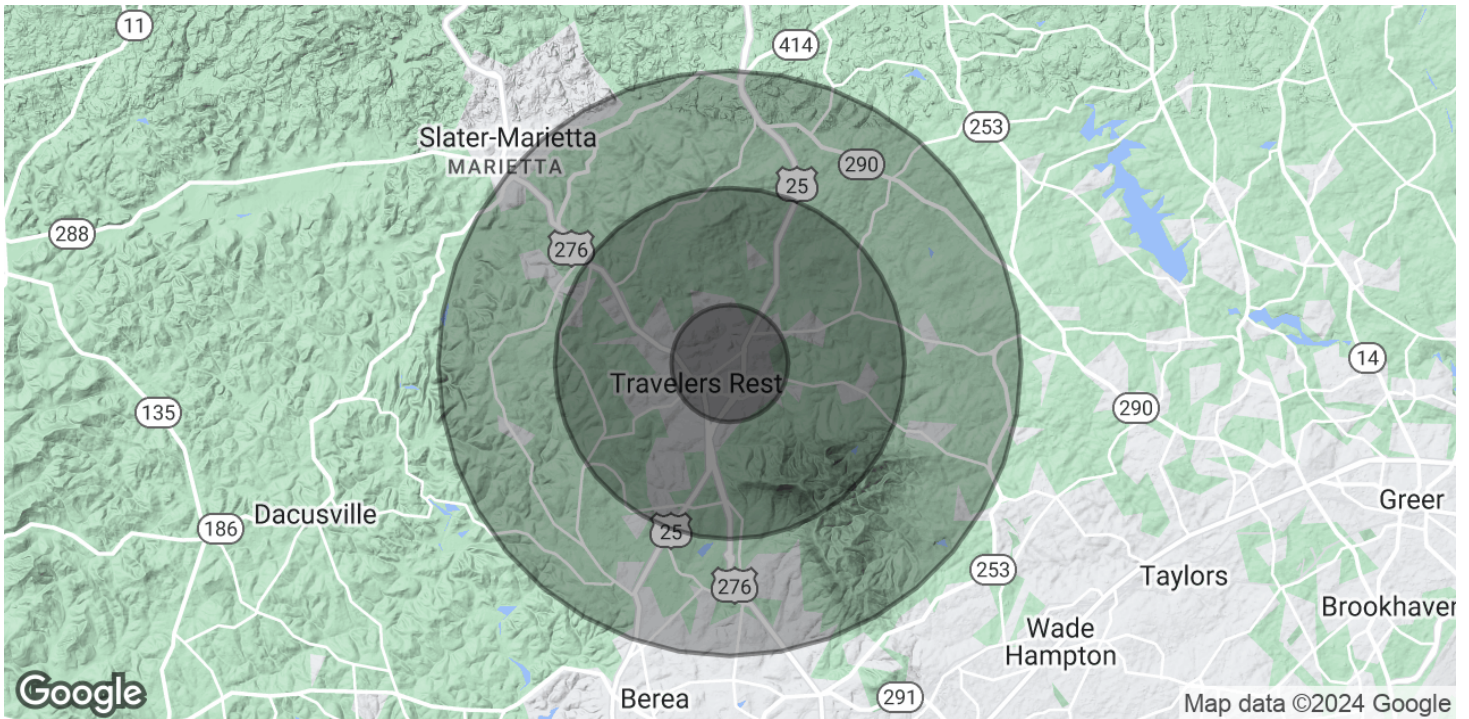 11
414
253
Slater-Marietta
MARIETTA
290
25
288
276
14
Travelers Rest
135
290
Greer
186
Dacusville
25
253
276
Taylors
Brookhaven
Wade
Hampton
Berea
291
Google
Map data ©2024 Google